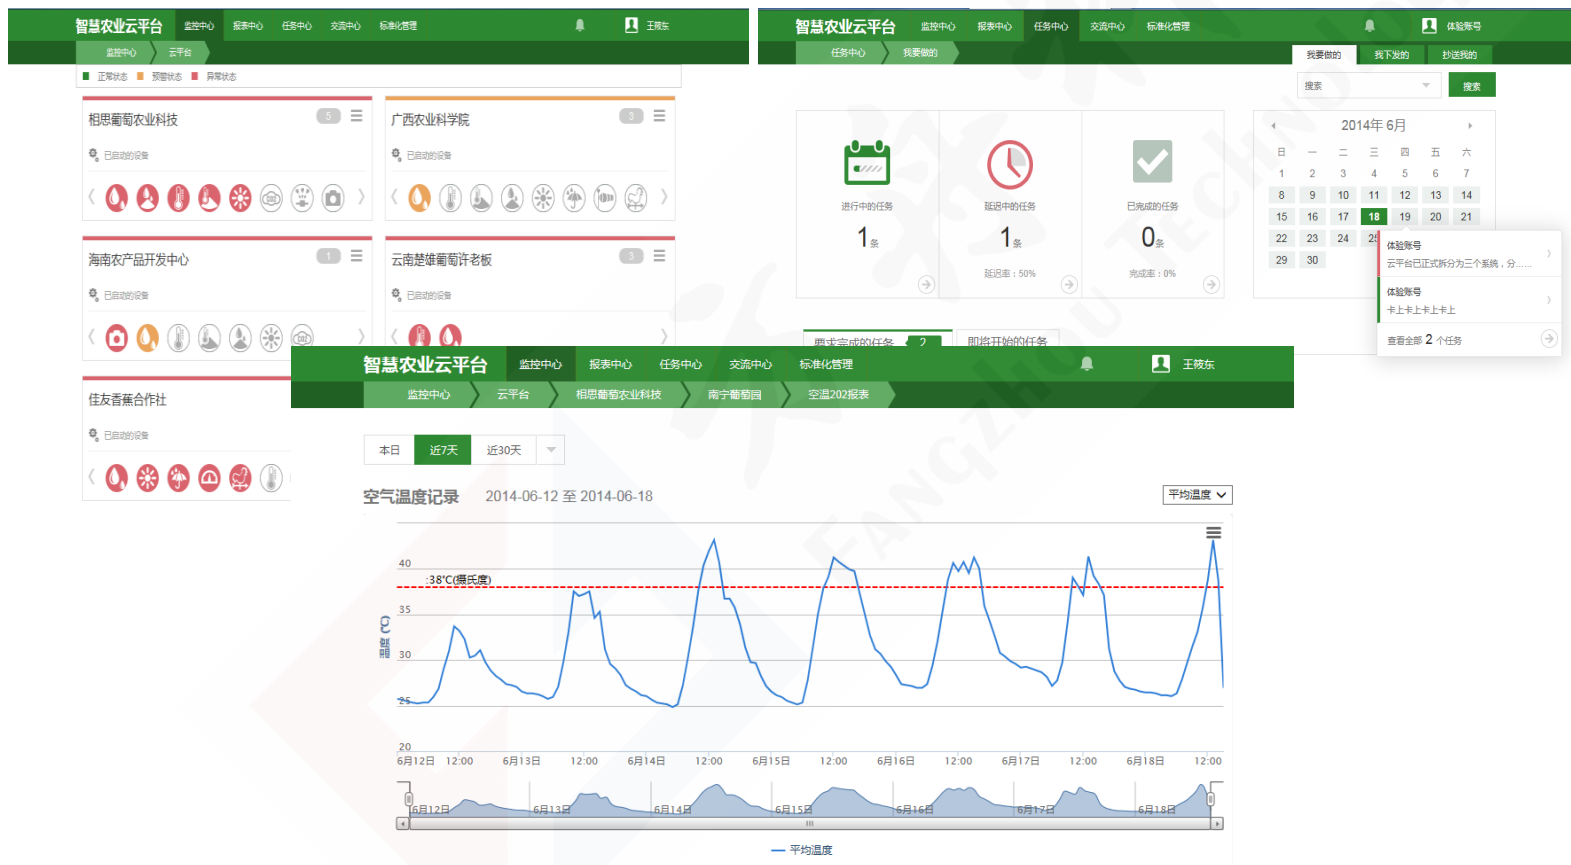 智慧农业云平台 监控中心 报表中心 任务中心 交流中心 标准化管理 王筱东
监控中心 云平台
正常状态 预警状态 异常状态
相思葡萄农业科技 5
已启动的设备
广西农业科学院 3
已启动的设备
海南农产品开发中心 1
已启动的设备
云南楚雄葡萄许老板 3
已启动的设备
佳友香蕉合作社
已启动的设备
智慧农业云平台 监控中心 报表中心 任务中心 交流中心 标准化管理 体验账号
任务中心 我要做的
我要做的 我下发的 抄送我的
搜索 搜索
进行中的任务
1条
延迟中的任务
1条
延迟率：50%
已完成的任务
0条
完成率：0%
2014年 6月
日 一 二 三 四 五 六
1 2 3 4 5 6 7
8 9 10 11 12 13 14
15 16 17 18 19 20 21
22 23 24 25
29 30
体验账号
云平台已正式拆分为三个系统，分......
体验账号
卡上卡上卡上卡上
查看全部 2 个任务
要求完成的任务 2 即将开始的任务
智慧农业云平台 监控中心 报表中心 任务中心 交流中心 标准化管理 王筱东
监控中心 云平台 相思葡萄农业科技 南宁葡萄园 空温202报表
本日 近7天 近30天
空气温度记录 2014-06-12 至 2014-06-18 平均温度
温度 (℃)
40
:38℃(摄氏度)
35
30
25
20
6月12日 12:00 6月13日 12:00 6月14日 12:00 6月15日 12:00 6月16日 12:00 6月17日 12:00 6月18日 12:00
6月12日 6月13日 6月14日 6月15日 6月16日 6月17日 6月18日
平均温度
FANGZHOU TECHNOLOGY